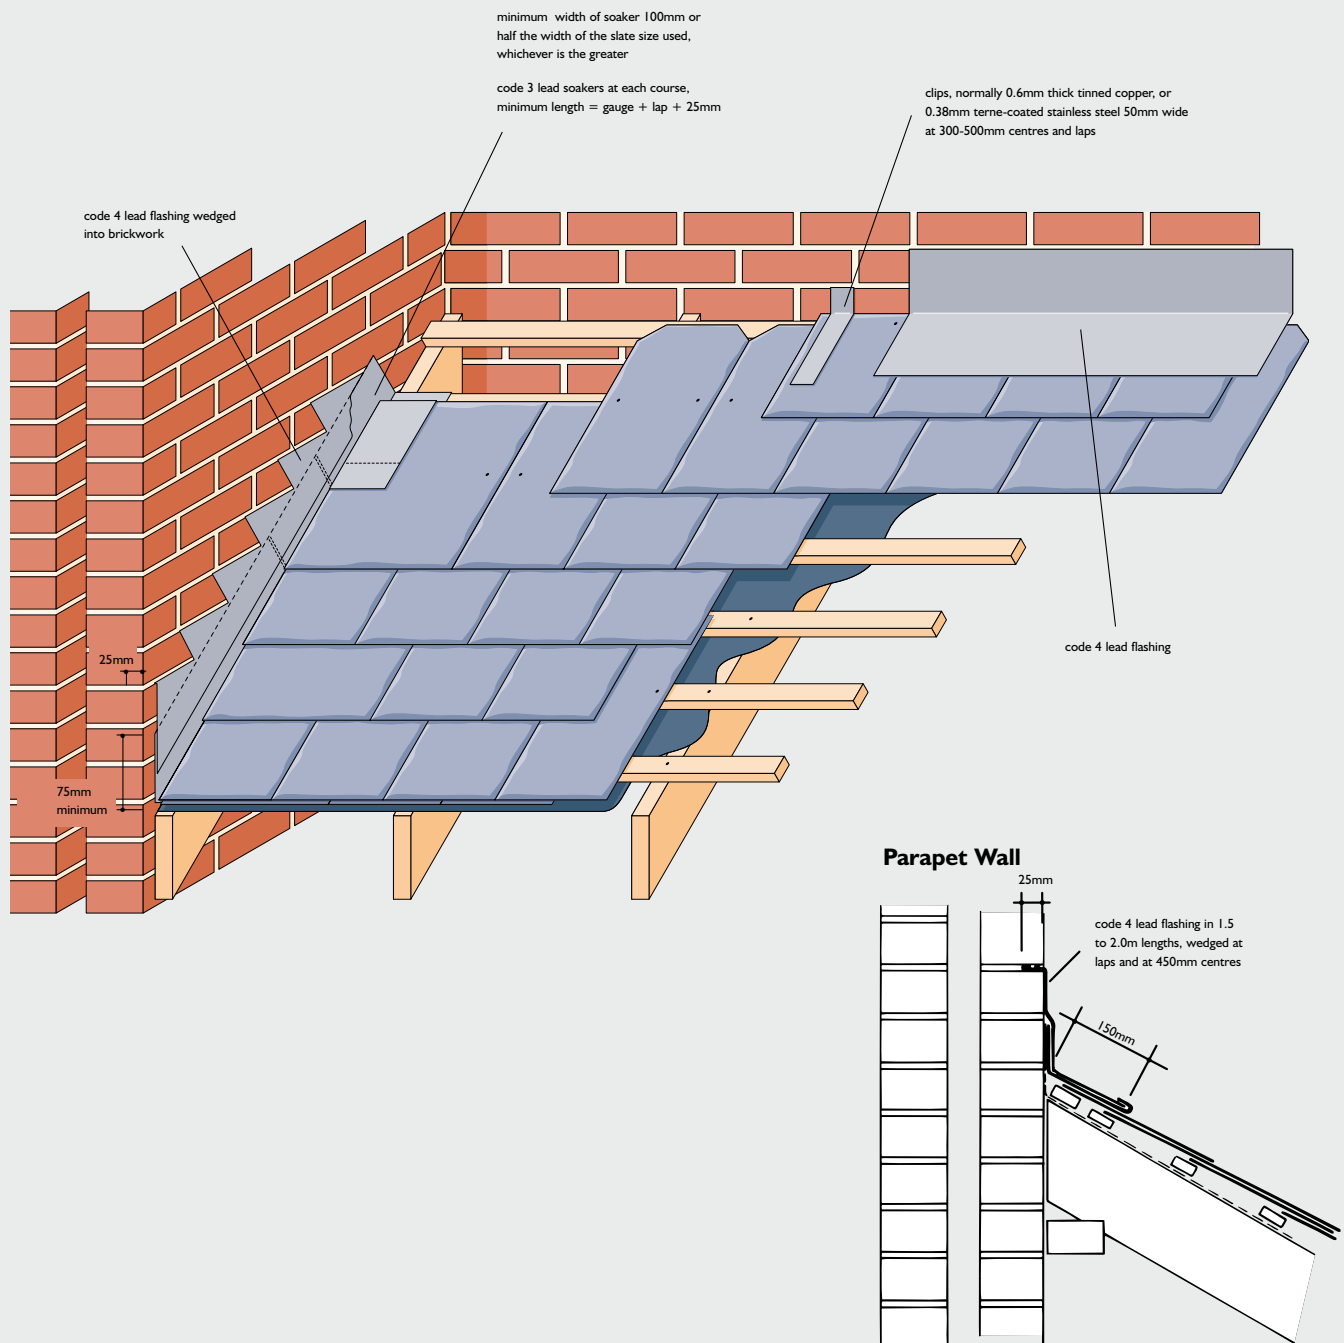 minimum width of soaker 100mm or
half the width of the slate size used,
whichever is the greater
code 3 lead soakers at each course,
minimum length = gauge + lap + 25mm
clips, normally 0.6mm thick tinned copper, or
0.38mm terne-coated stainless steel 50mm wide
at 300-500mm centres and laps
code 4 lead flashing wedged
into brickwork
code 4 lead flashing
25mm
75mm
minimum
Parapet Wall
25mm
code 4 lead flashing in 1.5
to 2.0m lengths, wedged at
laps and at 450mm centres
150mm